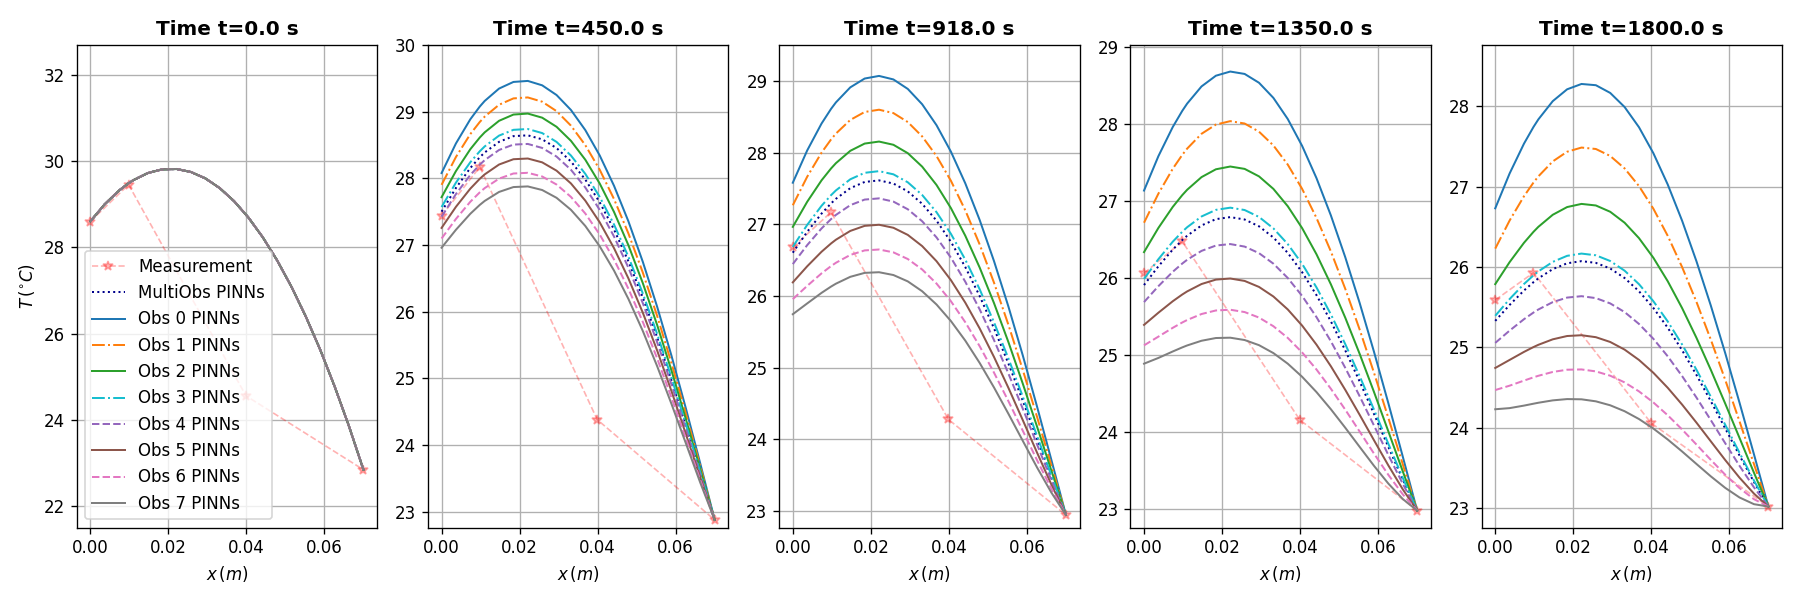 Time t=0.0 s
Time t=450.0 s
Time t=918.0 s
Time t=1350.0 s
Time t=1800.0 s
T (°C)
32
30
28
26
24
22
0.00 0.02 0.04 0.06
x (m)
Measurement
MultiObs PINNs
Obs 0 PINNs
Obs 1 PINNs
Obs 2 PINNs
Obs 3 PINNs
Obs 4 PINNs
Obs 5 PINNs
Obs 6 PINNs
Obs 7 PINNs
30
29
28
27
26
25
24
23
0.00 0.02 0.04 0.06
x (m)
29
28
27
26
25
24
23
0.00 0.02 0.04 0.06
x (m)
29
28
27
26
25
24
23
0.00 0.02 0.04 0.06
x (m)
28
27
26
25
24
23
0.00 0.02 0.04 0.06
x (m)